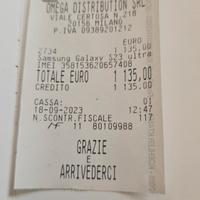 OMEGA DISTRIBUTION SRL
VIALE CERTOSA N.218
20156 MILANO
P.IVA 09389201212
EURO
2734 1 135,00
Samsung Galaxy S23 ultra
IMEI 358153620657408
TOTALE EURO 1 135,00
CREDITO 1 135,00
CASSA: 01
18-09-2023 12:47
N.SCONTR.FISCALE 117
11 80109988
GRAZIE
E
ARRIVEDERCI